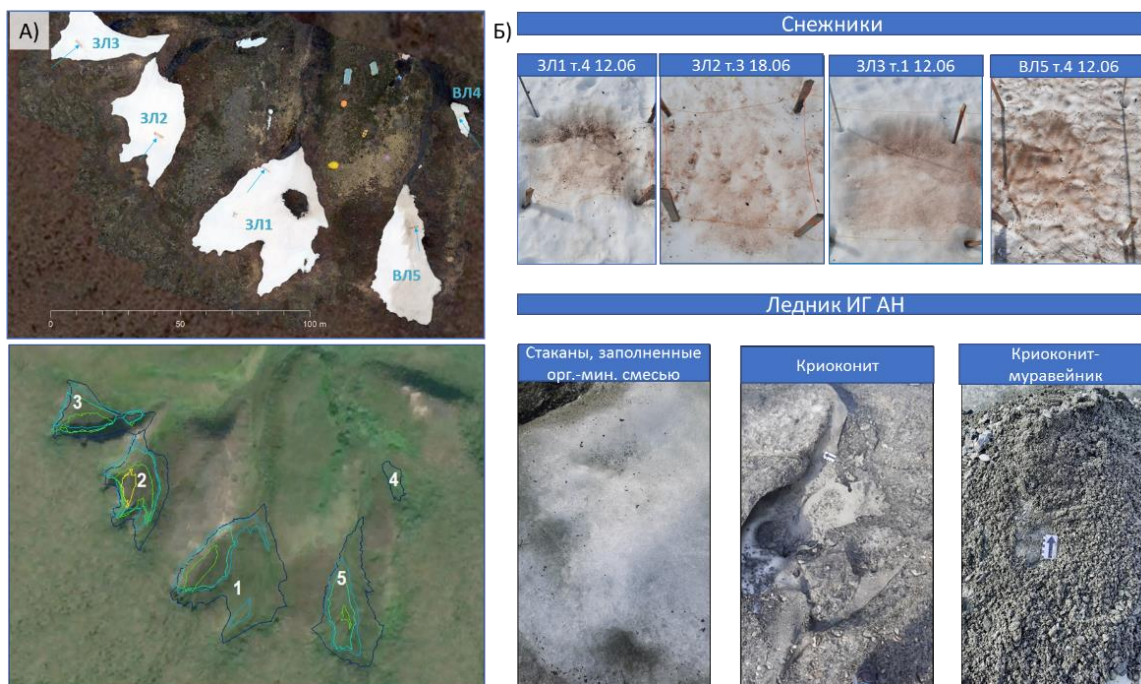 А)
ЗЛ3
ЗЛ2
ЗЛ1
ВЛ4
ВЛ5
50
100 m
3
2
1
4
5
Б)
Снежники
ЗЛ1 т.4 12.06
ЗЛ2 т.3 18.06
ЗЛ3 т.1 12.06
ВЛ5 т.4 12.06
Ледник ИГ АН
Стаканы, заполненные
орг.-мин. смесью
Криоконит
Криоконит-
муравейник